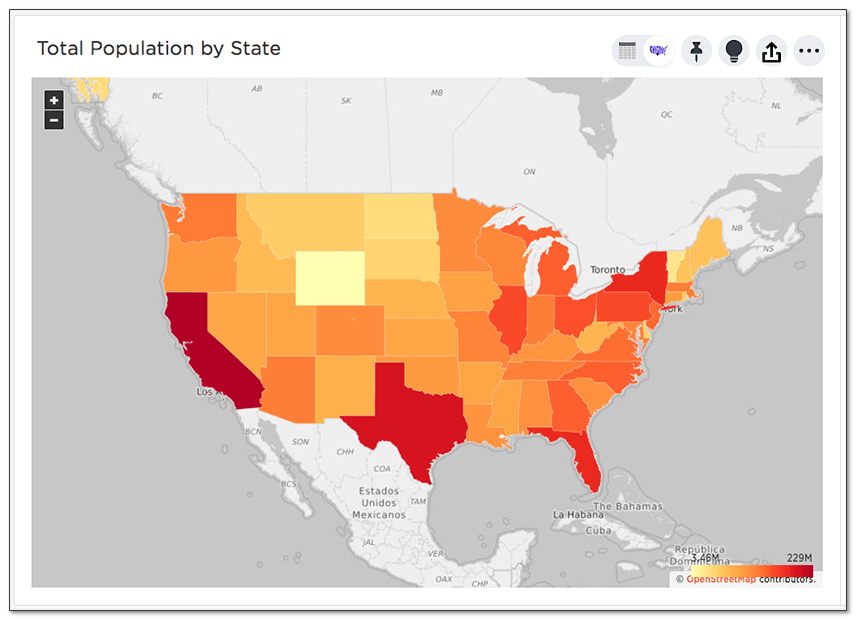 Total Population by State
+
−
BC
AB
SK
MB
ON
QC
NL
NB
NS
Toronto
ork
Los A
BCN
SON
CHH
BCS
COA
Estados
Unidos
Mexicanos
TAM
JAL
VER
OAX
CHP
The Bahamas
La Habana
Cuba
República
Dominicana
3.46M
229M
© OpenStreetMap contributors.